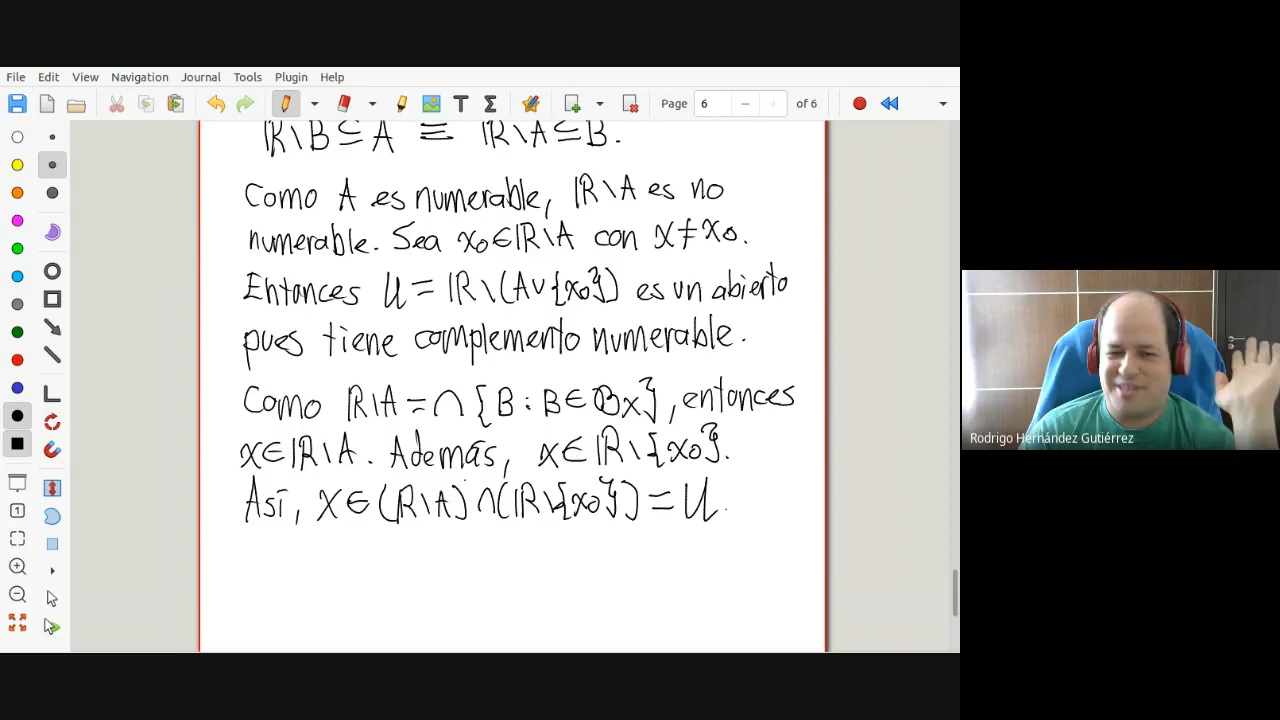 File Edit View Navigation Journal Tools Plugin Help
Page 6 of 6
ℝ\B⊆A ≡ ℝ\A⊆B.
Como A es numerable, ℝ\A es no
numerable. Sea x₀∈ℝ\A con x≠x₀.
Entonces U=ℝ\(A∪{x₀}) es un abierto
pues tiene complemento numerable.
Como ℝ\A=∩{B:B∈ℬx}, entonces
x∈ℝ\A. Además, x∈ℝ\{x₀}.
Así, x∈(ℝ\A)∩(ℝ\{x₀})=U.
Rodrigo Hernández Gutiérrez